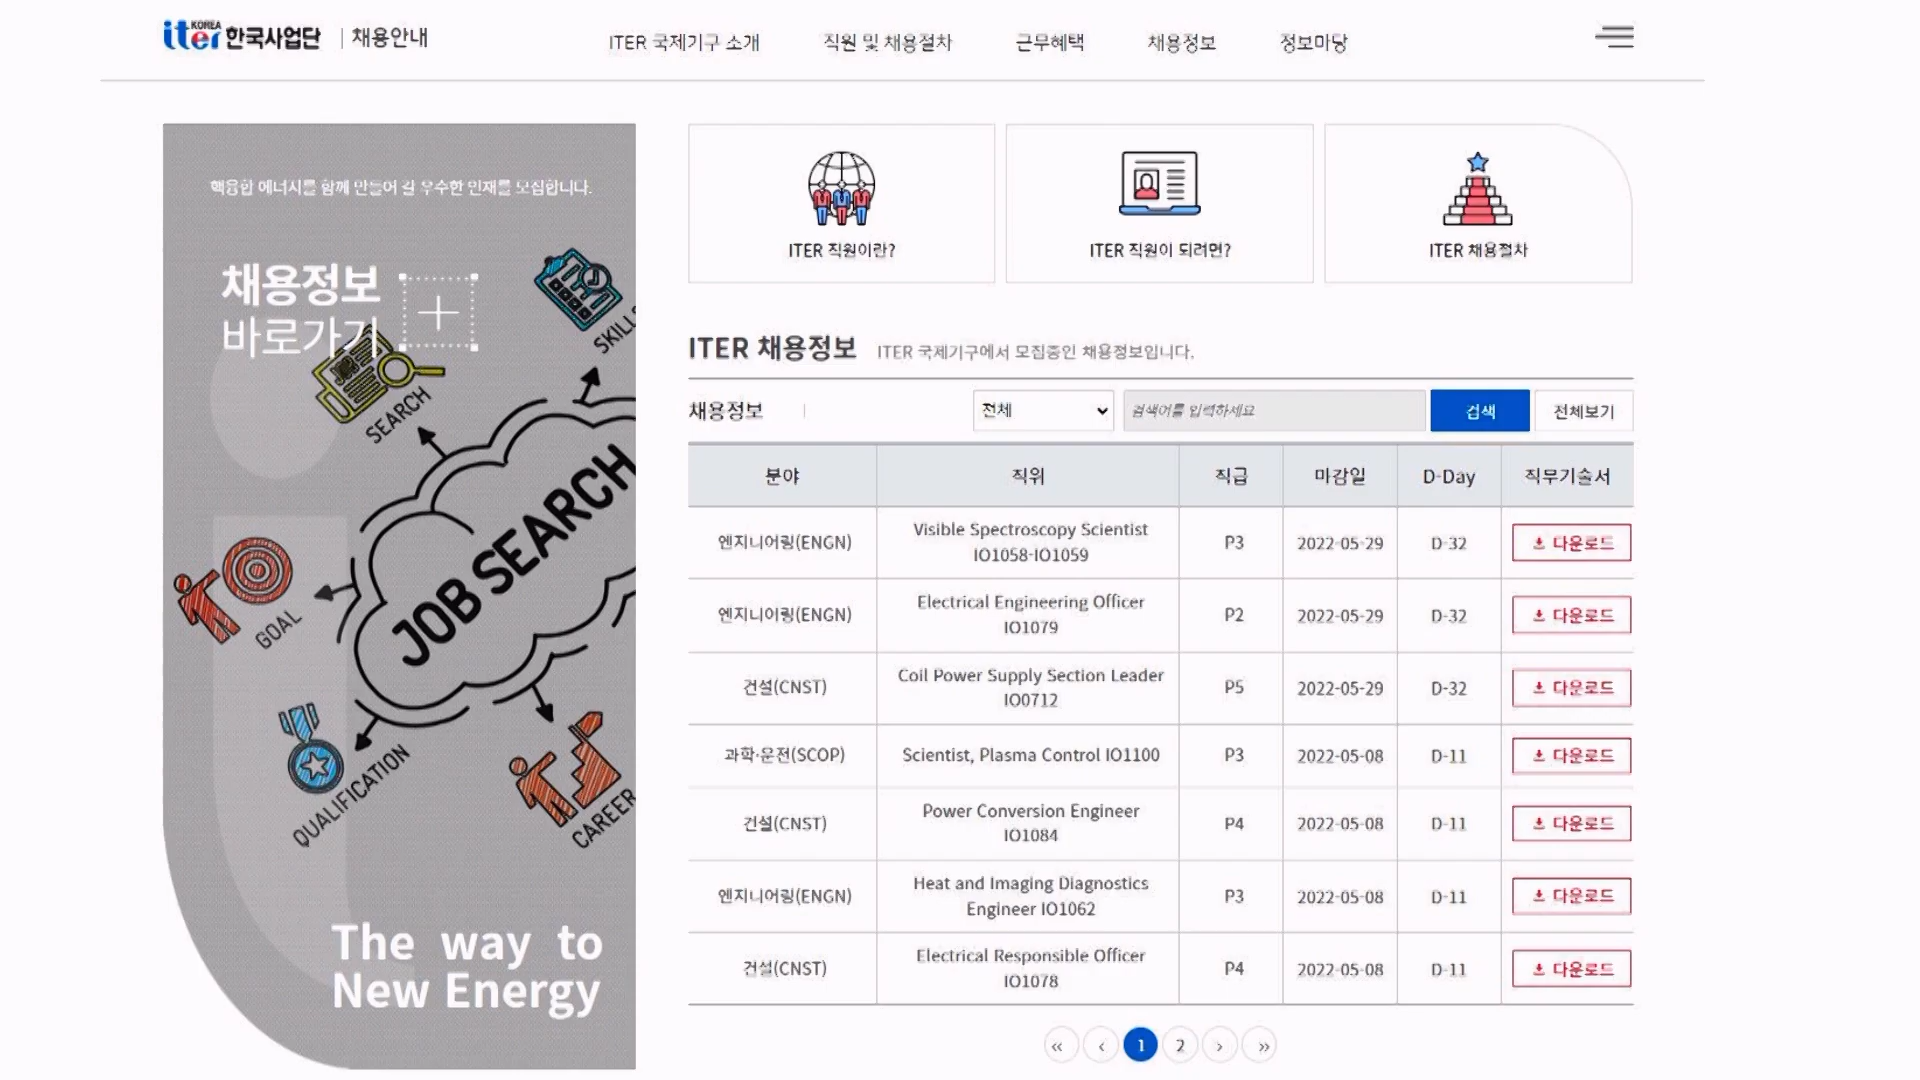 iter KOREA 한국사업단 채용안내
ITER 국제기구 소개
직원 및 채용절차
근무혜택
채용정보
정보마당
핵융합 에너지를 함께 만들어 갈 우수한 인재를 모집합니다.
채용정보
바로가기
SKILLS
SEARCH
JOB
JOB SEARCH
GOAL
QUALIFICATION
CAREER
The way to
New Energy
ITER 직원이란?
ITER 직원이 되려면?
ITER 채용절차
ITER 채용정보 ITER 국제기구에서 모집중인 채용정보입니다.
채용정보 전체 검색어를 입력하세요 검색 전체보기
분야 직위 직급 마감일 D-Day 직무기술서
엔지니어링(ENGN) Visible Spectroscopy Scientist
IO1058-IO1059 P3 2022-05-29 D-32 다운로드
엔지니어링(ENGN) Electrical Engineering Officer
IO1079 P2 2022-05-29 D-32 다운로드
건설(CNST) Coil Power Supply Section Leader
IO0712 P5 2022-05-29 D-32 다운로드
과학·운전(SCOP) Scientist, Plasma Control IO1100 P3 2022-05-08 D-11 다운로드
건설(CNST) Power Conversion Engineer
IO1084 P4 2022-05-08 D-11 다운로드
엔지니어링(ENGN) Heat and Imaging Diagnostics
Engineer IO1062 P3 2022-05-08 D-11 다운로드
건설(CNST) Electrical Responsible Officer
IO1078 P4 2022-05-08 D-11 다운로드
« ‹ 1 2 › »